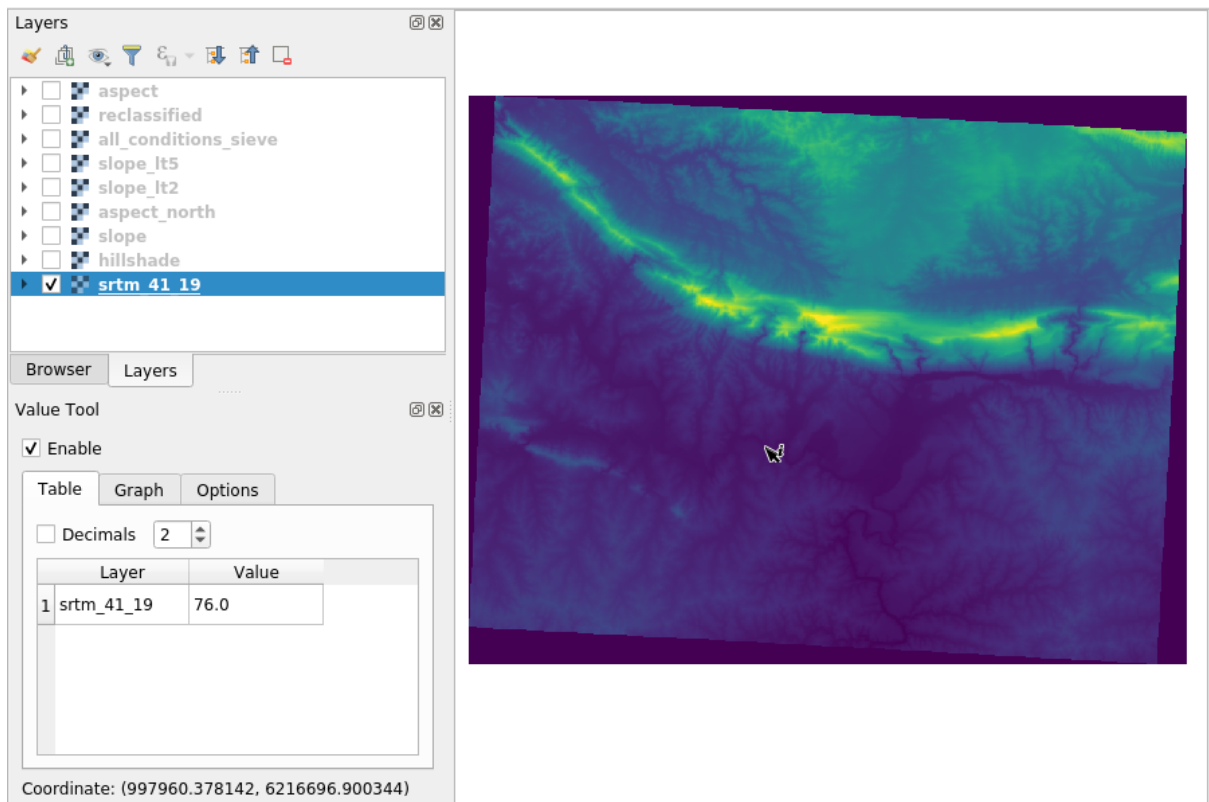 Layers
aspect
reclassified
all_conditions_sieve
slope_lt5
slope_lt2
aspect_north
slope
hillshade
srtm_41_19
Browser Layers
Value Tool
Enable
Table Graph Options
Decimals 2
Layer Value
1 srtm_41_19 76.0
Coordinate: (997960.378142, 6216696.900344)